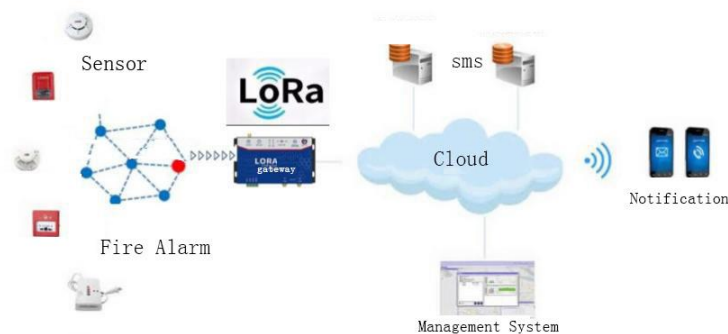 Sensor
sms
LoRa
LORA
gateway
Cloud
Notification
Fire Alarm
Management System